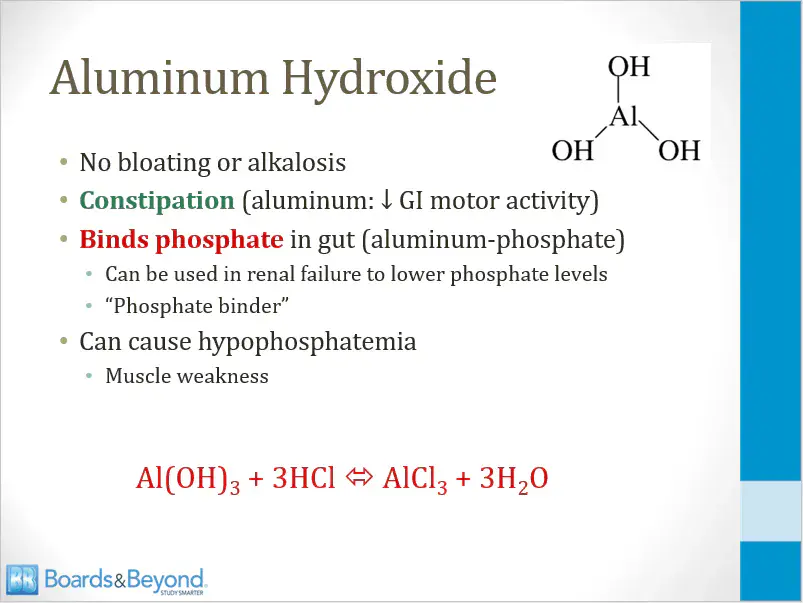 Aluminum Hydroxide
OH
Al
OH OH
• No bloating or alkalosis
• Constipation (aluminum: ↓ GI motor activity)
• Binds phosphate in gut (aluminum-phosphate)
• Can be used in renal failure to lower phosphate levels
• “Phosphate binder”
• Can cause hypophosphatemia
• Muscle weakness
Al(OH)₃ + 3HCl ⬄ AlCl₃ + 3H₂O
BB Boards&Beyond.
STUDY SMARTER